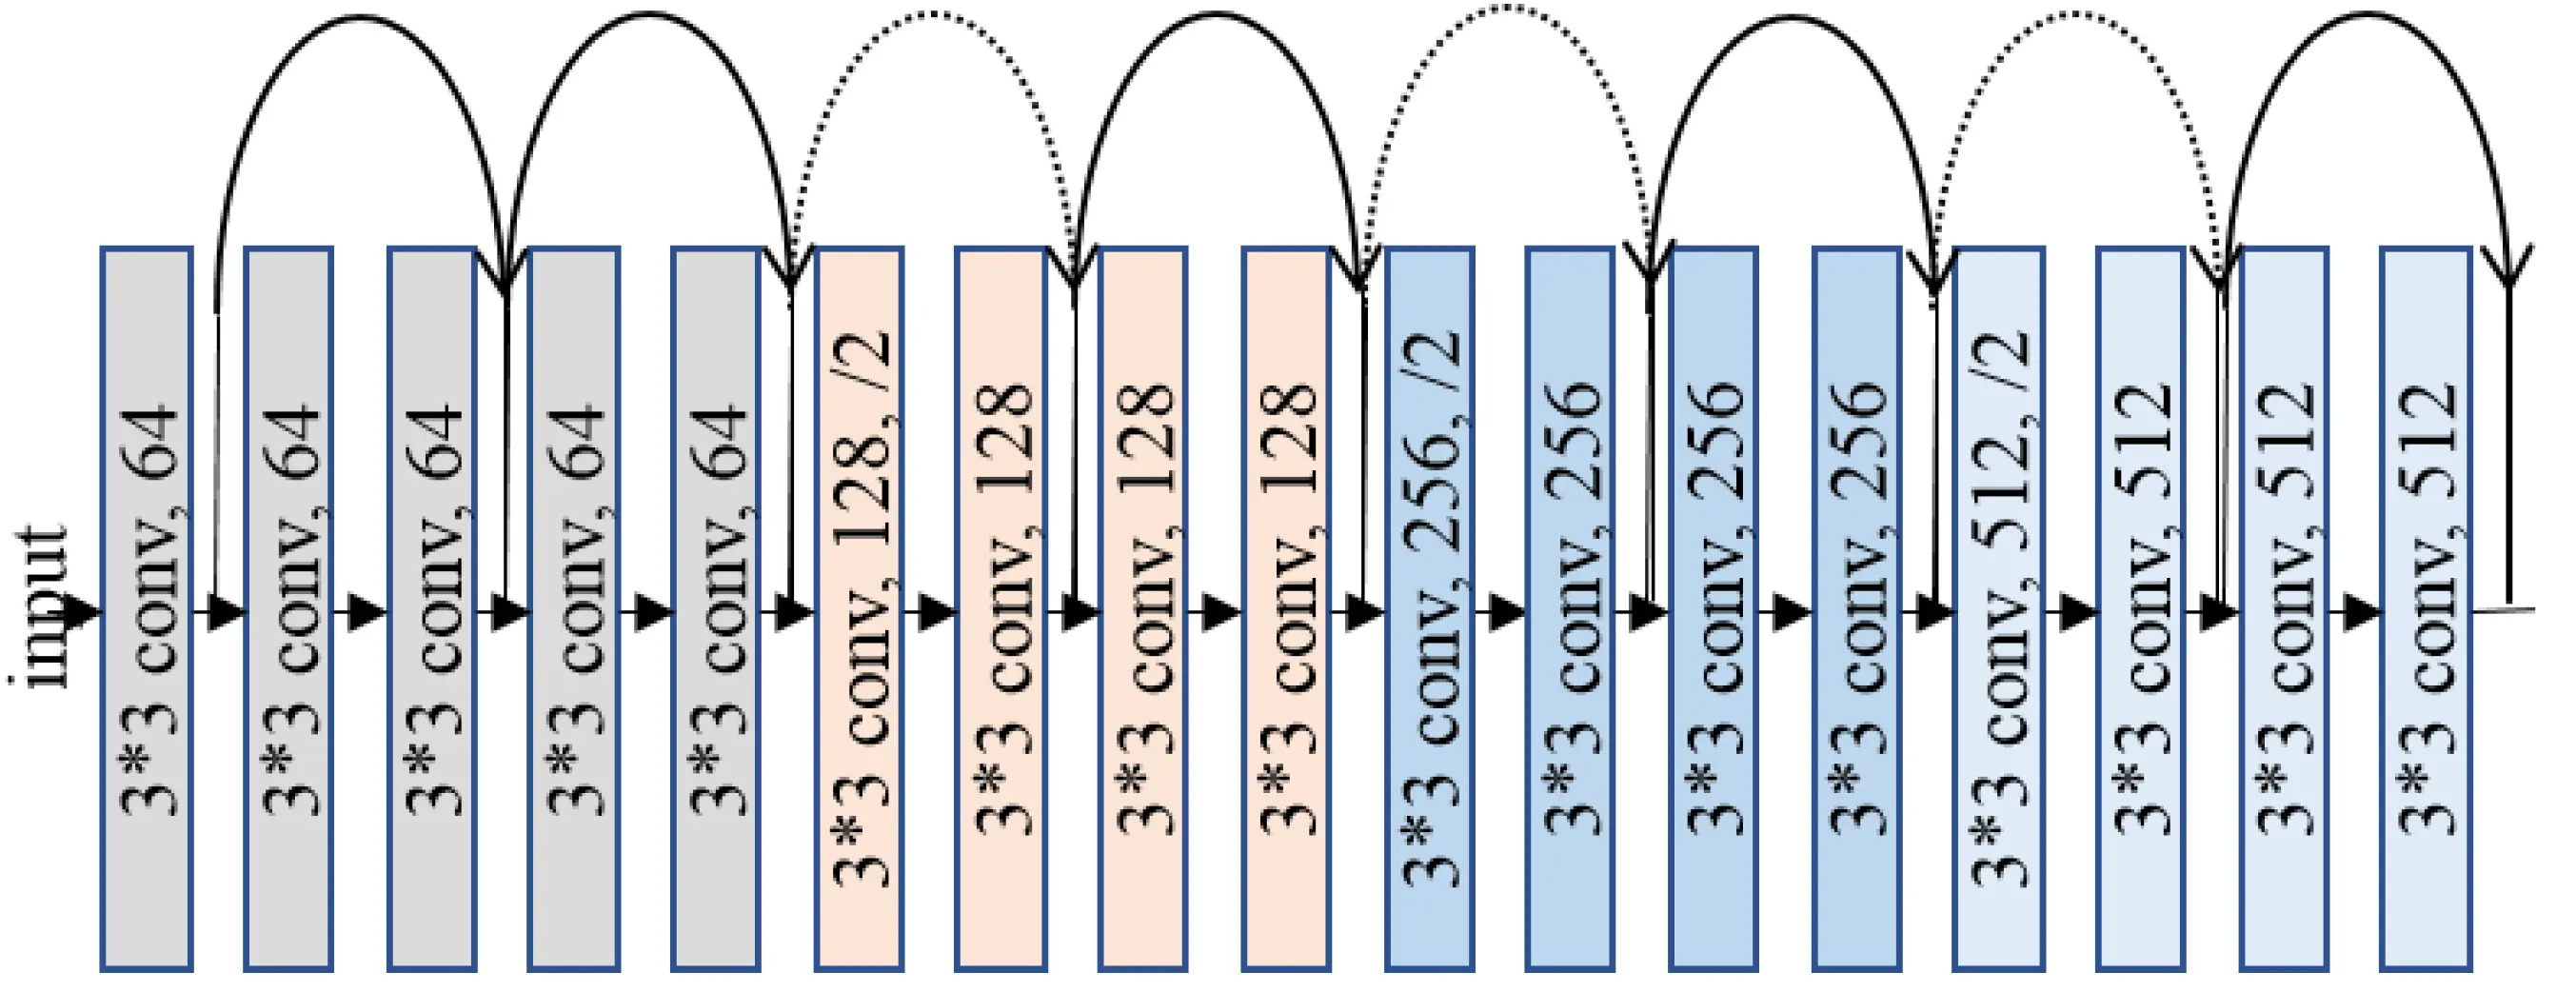 input
3*3 conv, 64
3*3 conv, 64
3*3 conv, 64
3*3 conv, 64
3*3 conv, 64
3*3 conv, 128, /2
3*3 conv, 128
3*3 conv, 128
3*3 conv, 128
3*3 conv, 256, /2
3*3 conv, 256
3*3 conv, 256
3*3 conv, 256
3*3 conv, 512, /2
3*3 conv, 512
3*3 conv, 512
3*3 conv, 512